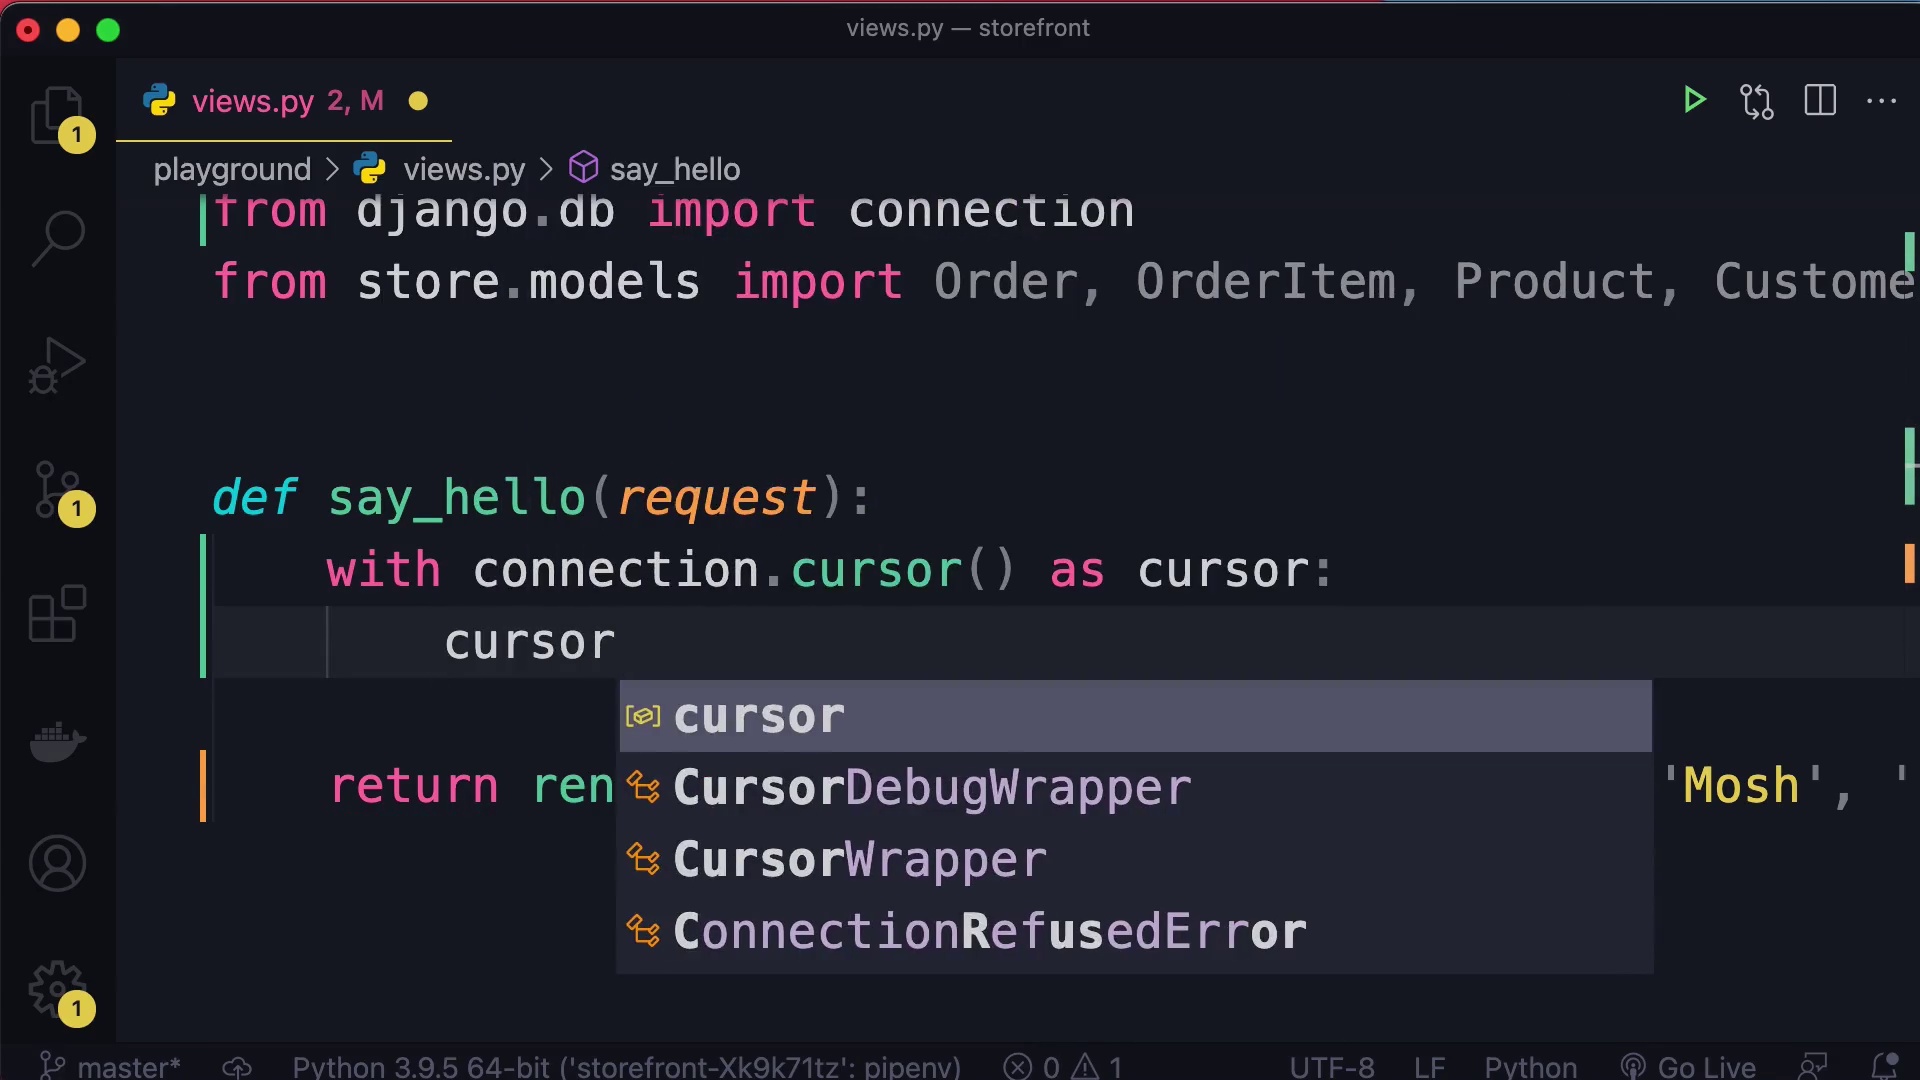 views.py — storefront
1
views.py 2, M
playground > views.py > say_hello
from django.db import connection
from store.models import Order, OrderItem, Product, Custome
def say_hello(request):
1
with connection.cursor() as cursor:
cursor
cursor
return ren 'Mosh', '
CursorDebugWrapper
CursorWrapper
ConnectionRefusedError
1
master* Python 3.9.5 64-bit ('storefront-Xk9k71tz': pipenv) 0 1 UTF-8 LF Python Go Live